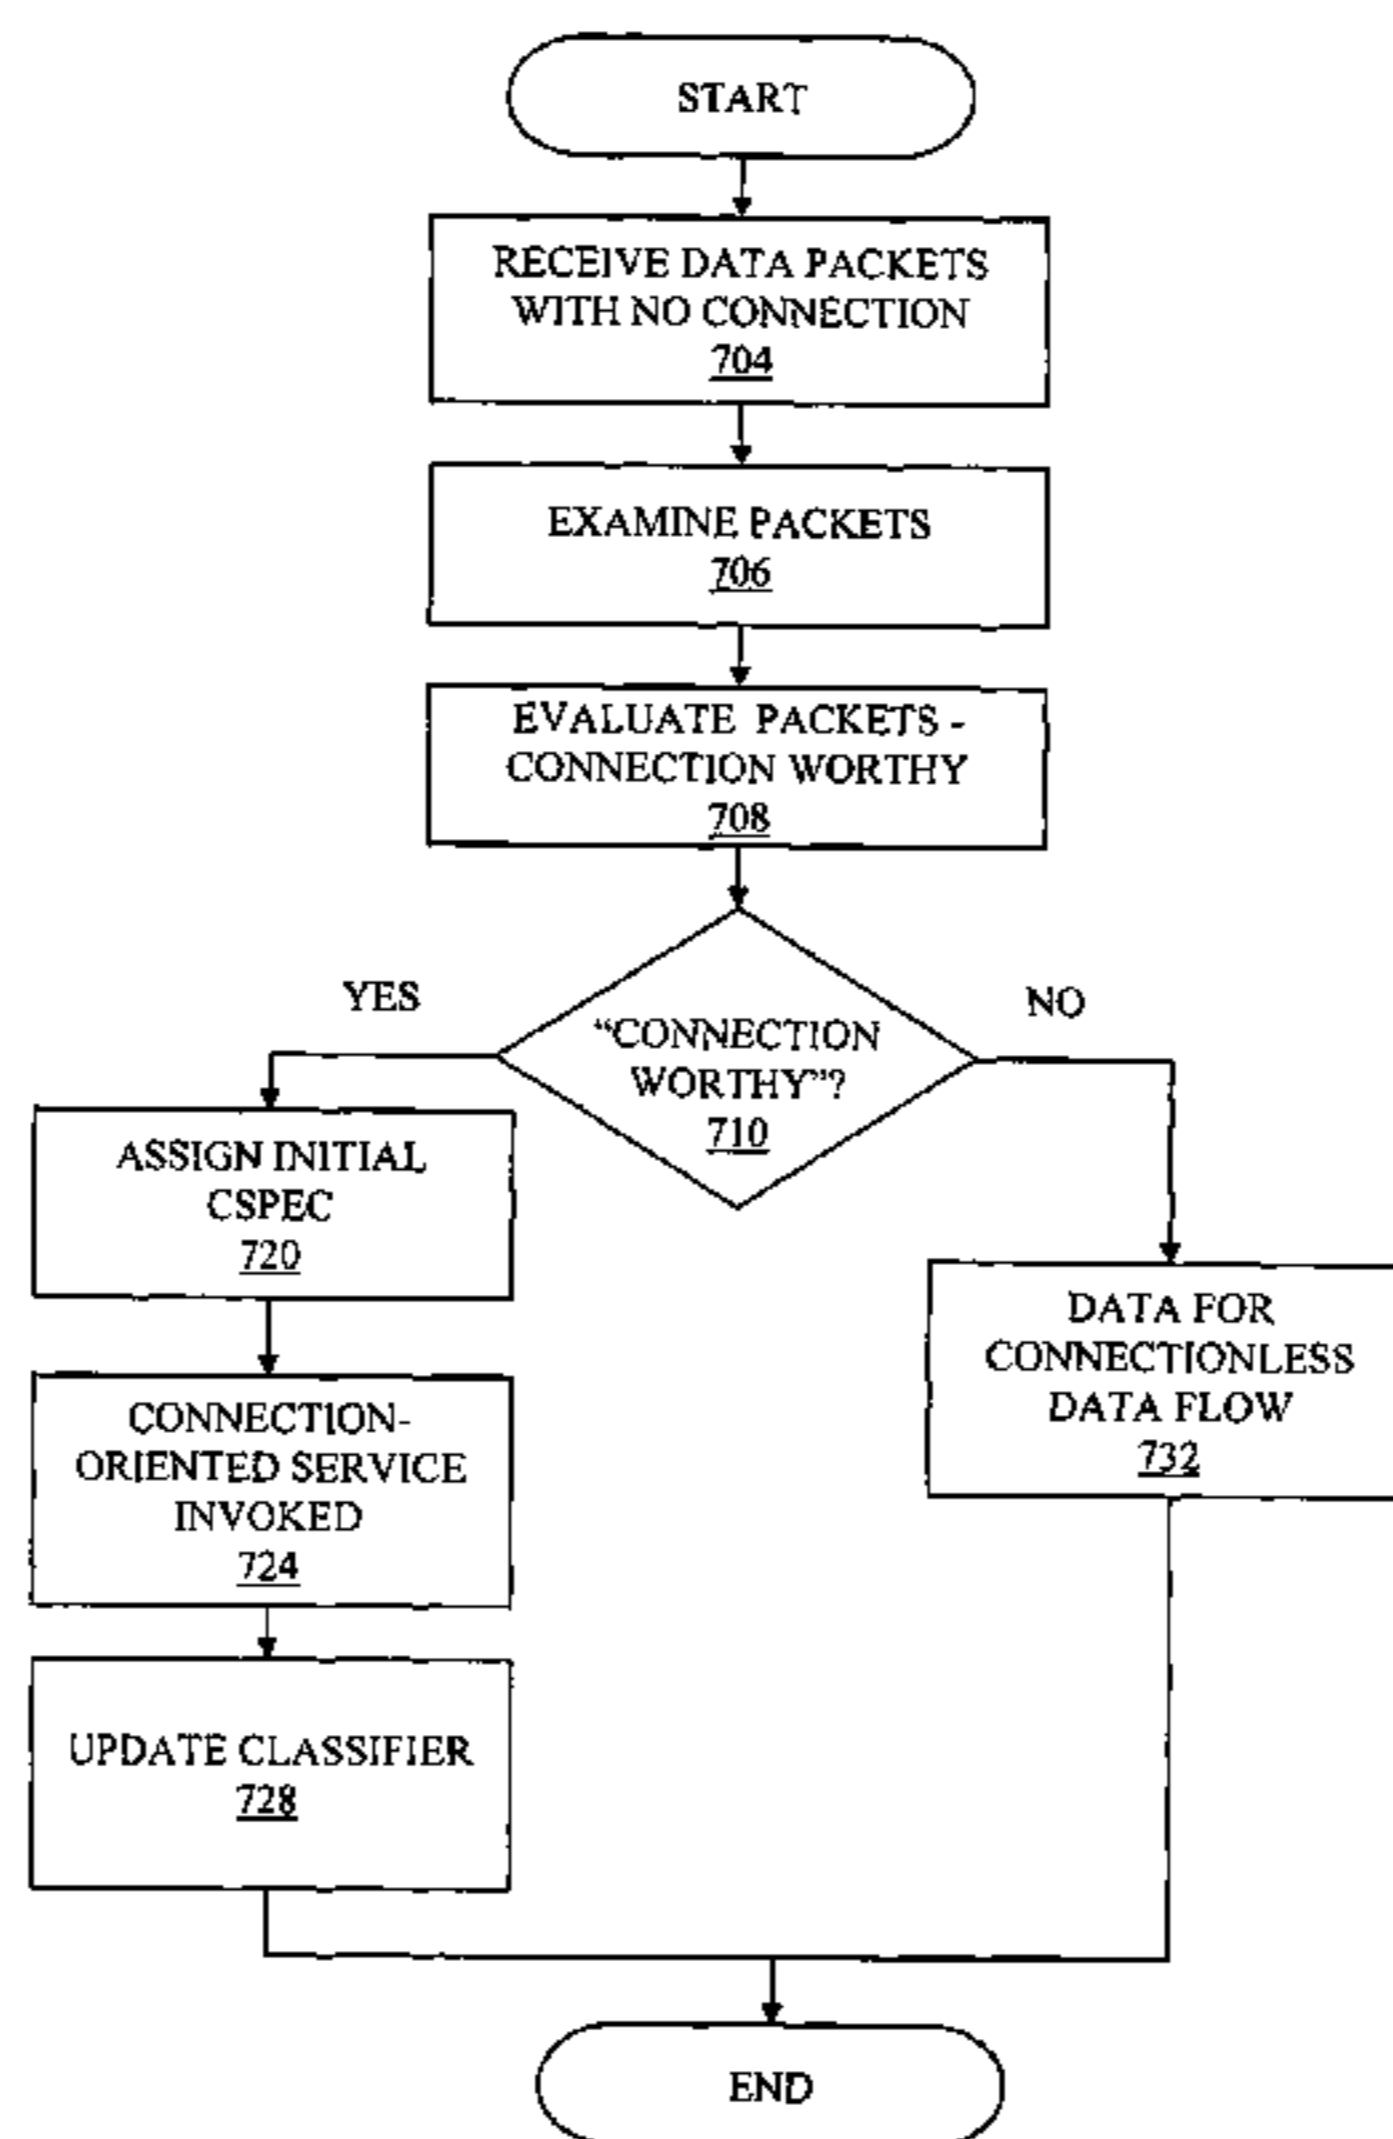 START
RECEIVE DATA PACKETS
WITH NO CONNECTION
704
EXAMINE PACKETS
706
EVALUATE PACKETS -
CONNECTION WORTHY
708
YES
NO
“CONNECTION
WORTHY”?
710
ASSIGN INITIAL
CSPEC
720
DATA FOR
CONNECTIONLESS
DATA FLOW
732
CONNECTION-
ORIENTED SERVICE
INVOKED
724
UPDATE CLASSIFIER
728
END